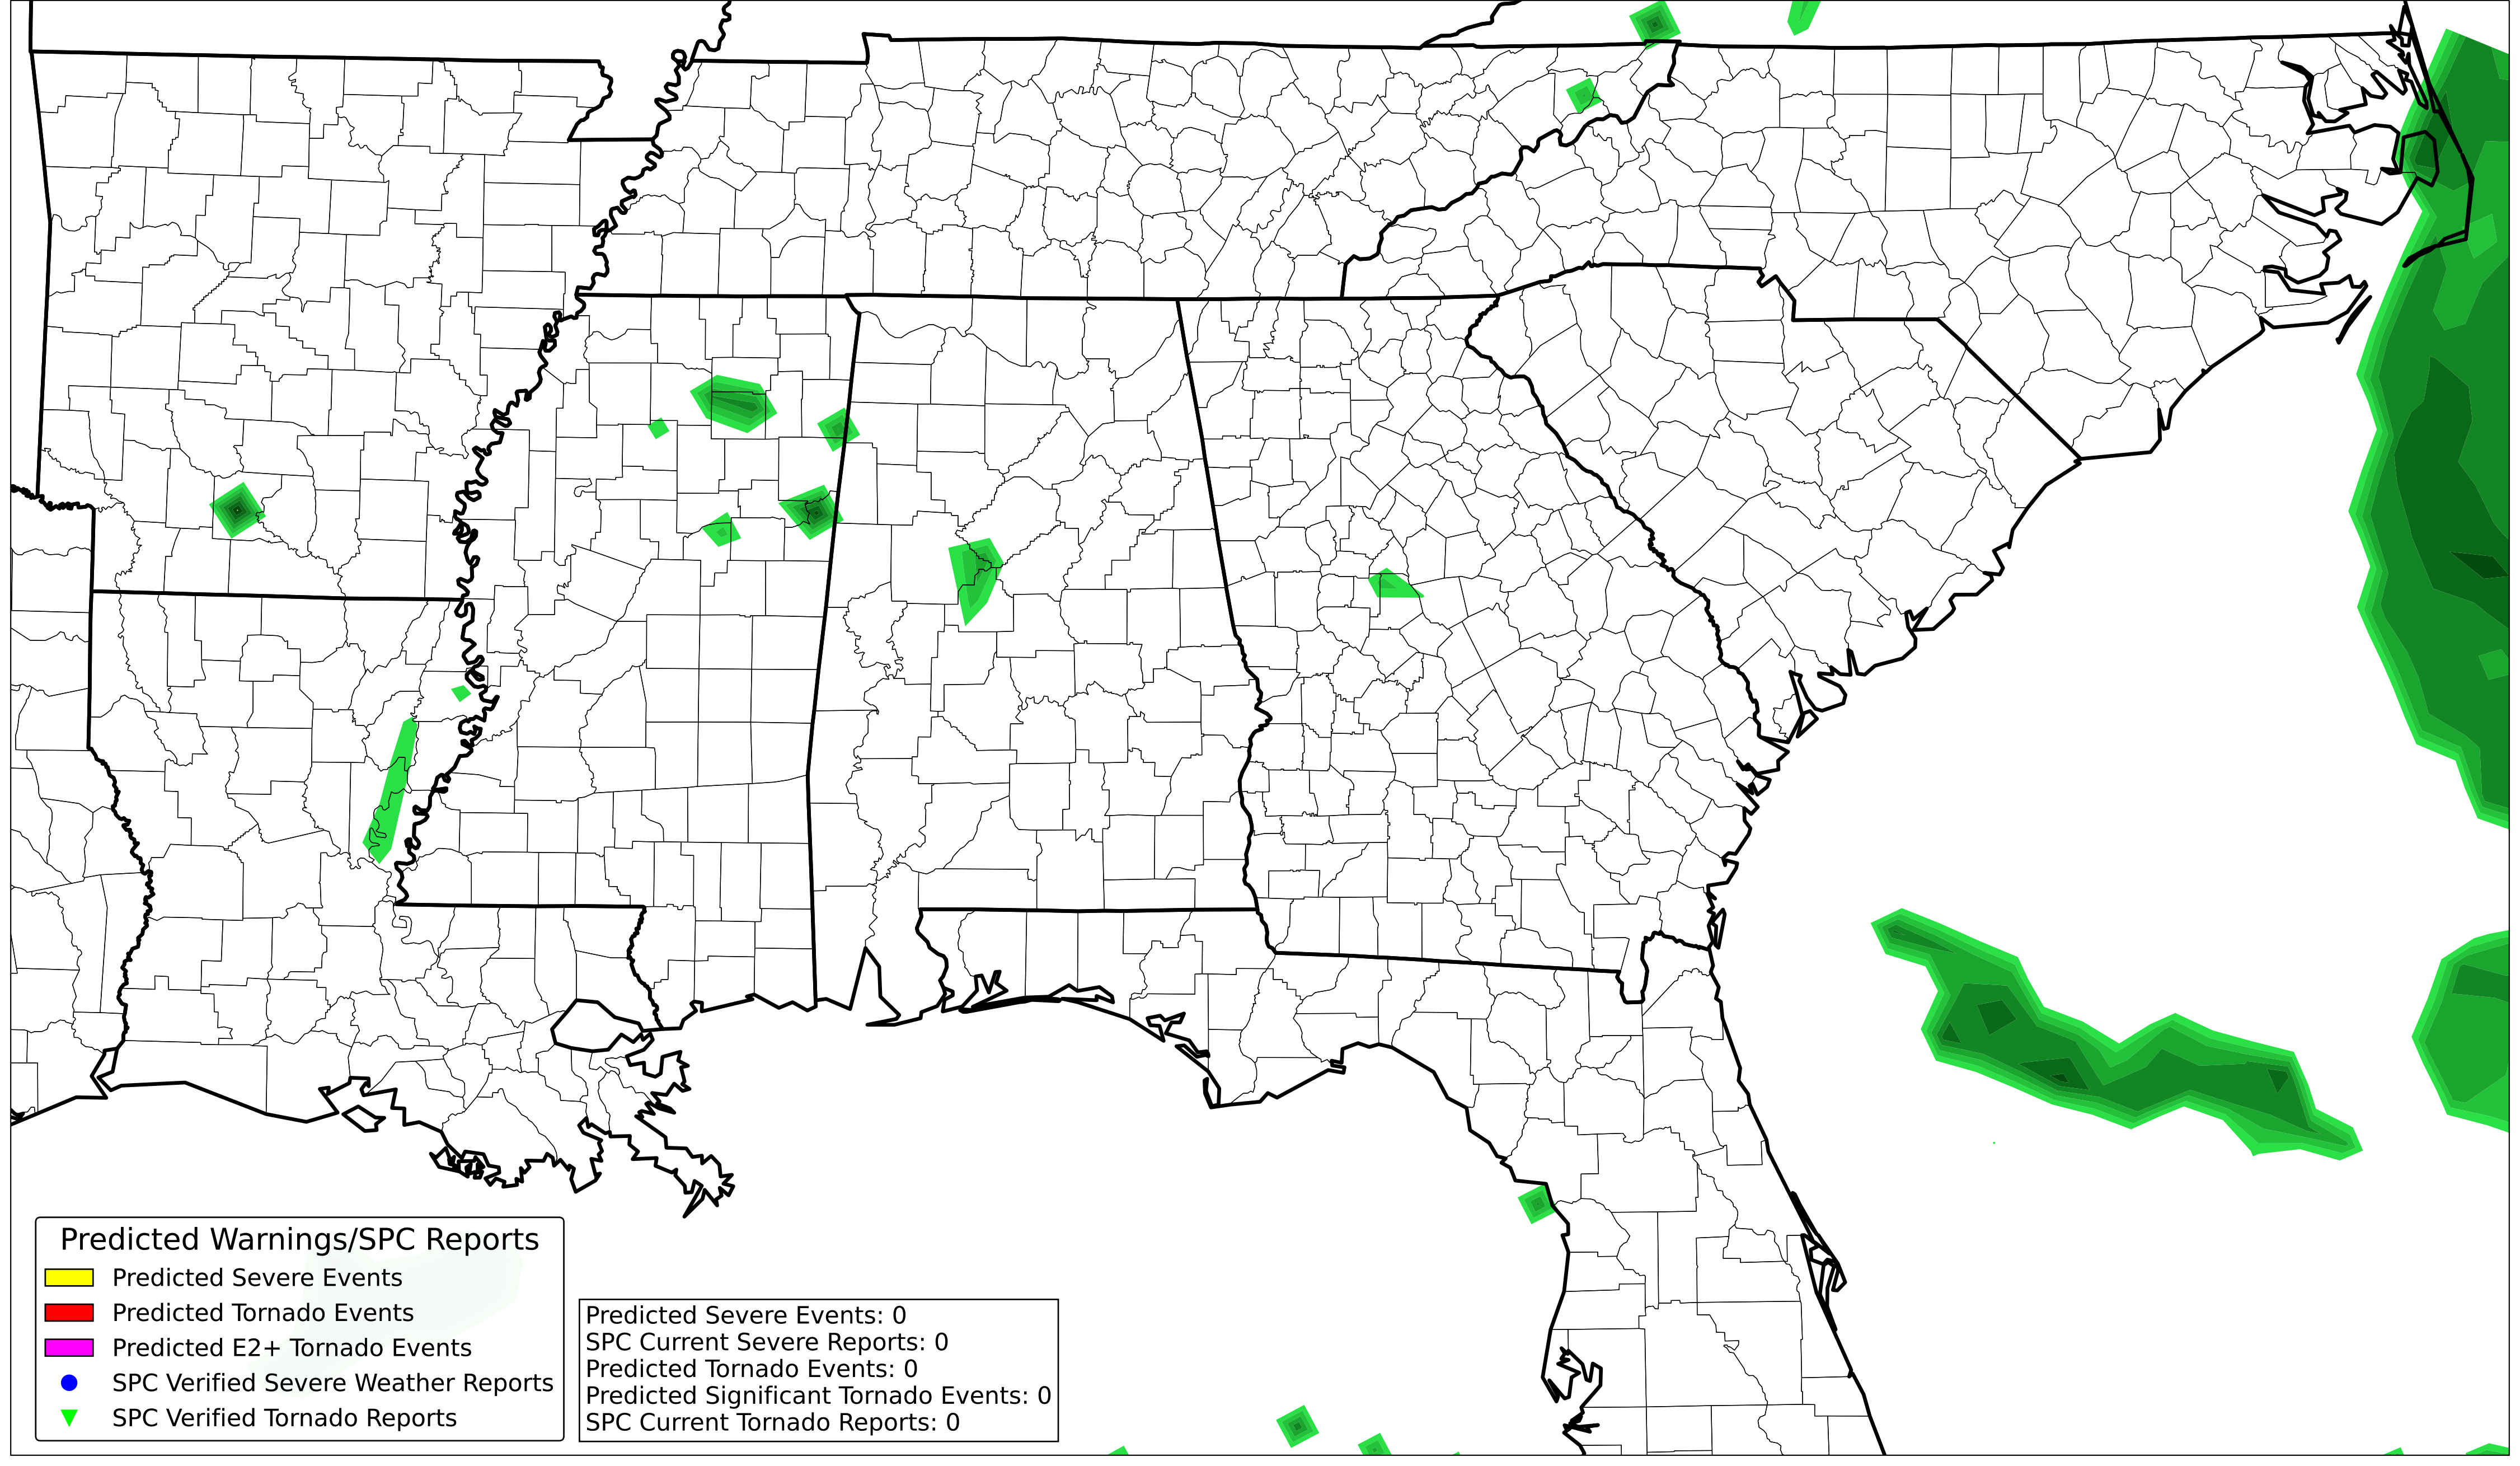 Predicted Warnings/SPC Reports
Predicted Severe Events
Predicted Tornado Events
Predicted E2+ Tornado Events
SPC Verified Severe Weather Reports
SPC Verified Tornado Reports
Predicted Severe Events: 0
SPC Current Severe Reports: 0
Predicted Tornado Events: 0
Predicted Significant Tornado Events: 0
SPC Current Tornado Reports: 0